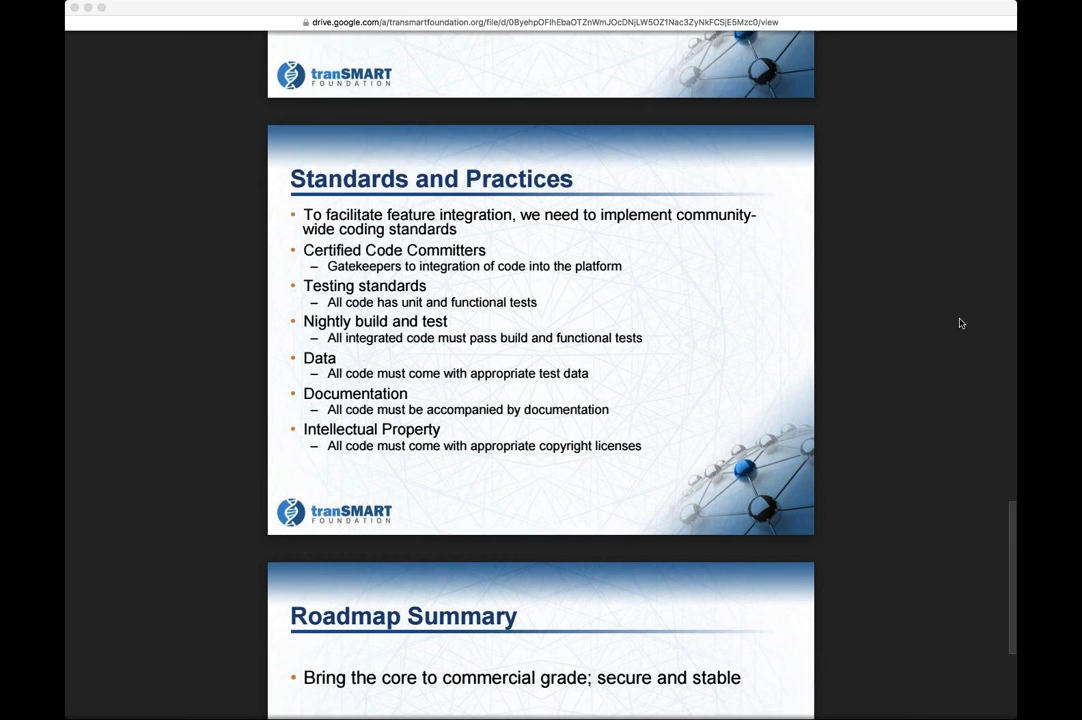 drive.google.com/a/transmartfoundation.org/file/d/0ByehpOFlhEbaOTZnWmJOcDNjLW5OZ1Nac3ZyNkFCSjE5Mzc0/view
tranSMART
FOUNDATION
Standards and Practices
• To facilitate feature integration, we need to implement community-
wide coding standards
• Certified Code Committers
– Gatekeepers to integration of code into the platform
• Testing standards
– All code has unit and functional tests
• Nightly build and test
– All integrated code must pass build and functional tests
• Data
– All code must come with appropriate test data
• Documentation
– All code must be accompanied by documentation
• Intellectual Property
– All code must come with appropriate copyright licenses
tranSMART
FOUNDATION
Roadmap Summary
• Bring the core to commercial grade; secure and stable